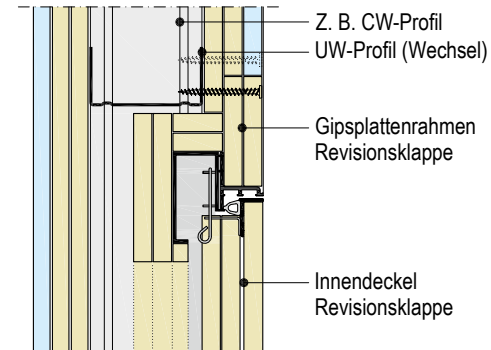 Z. B. CW-Profil
UW-Profil (Wechsel)
Gipsplattenrahmen
Revisionsklappe
Innendeckel
Revisionsklappe